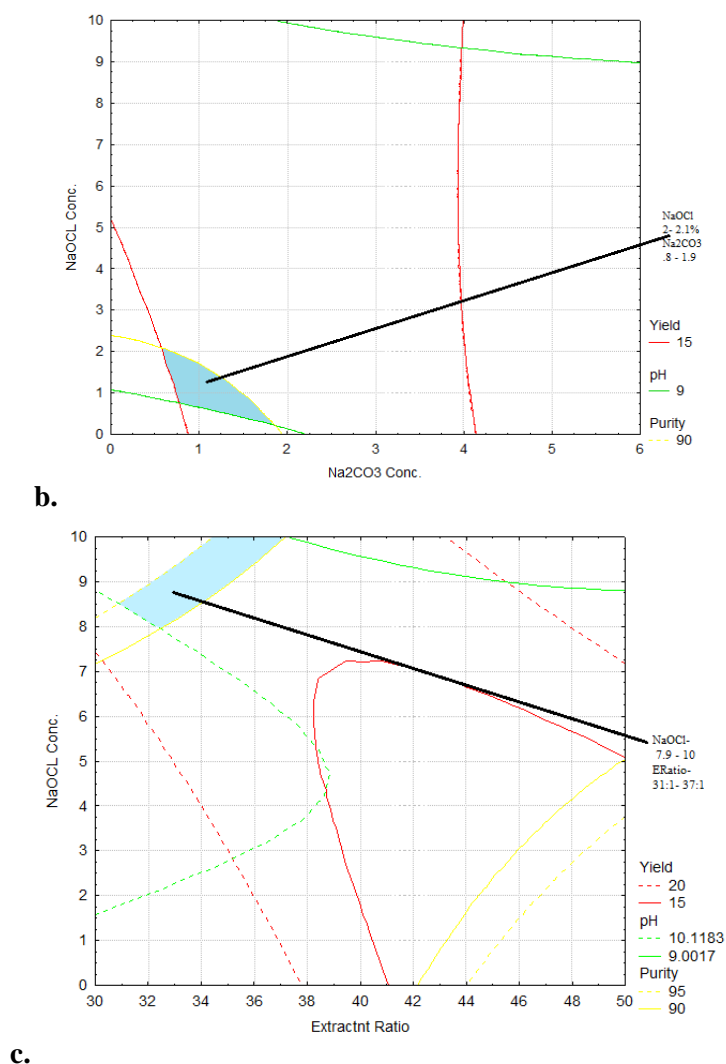 10
9
8
7
6
5
4
3
2
1
0
NaOCL Conc.
0 1 2 3 4 5 6
Na2CO3 Conc.
NaOCl
2- 2.1%
Na2CO3
.8 - 1.9
Yield
15
pH
9
Purity
90
b.
10
9
8
7
6
5
4
3
2
1
0
NaOCL Conc.
30 32 34 36 38 40 42 44 46 48 50
Extractnt Ratio
NaOCl-
7.9 - 10
ERatio-
31:1- 37:1
Yield
20
15
pH
10.1183
9.0017
Purity
95
90
c.